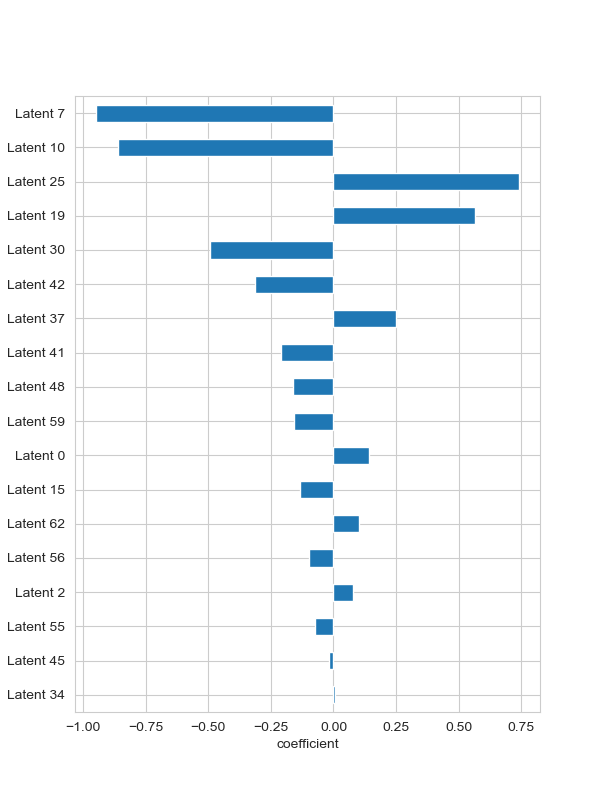 Latent 7
Latent 10
Latent 25
Latent 19
Latent 30
Latent 42
Latent 37
Latent 41
Latent 48
Latent 59
Latent 0
Latent 15
Latent 62
Latent 56
Latent 2
Latent 55
Latent 45
Latent 34
−1.00 −0.75 −0.50 −0.25 0.00 0.25 0.50 0.75
coefficient